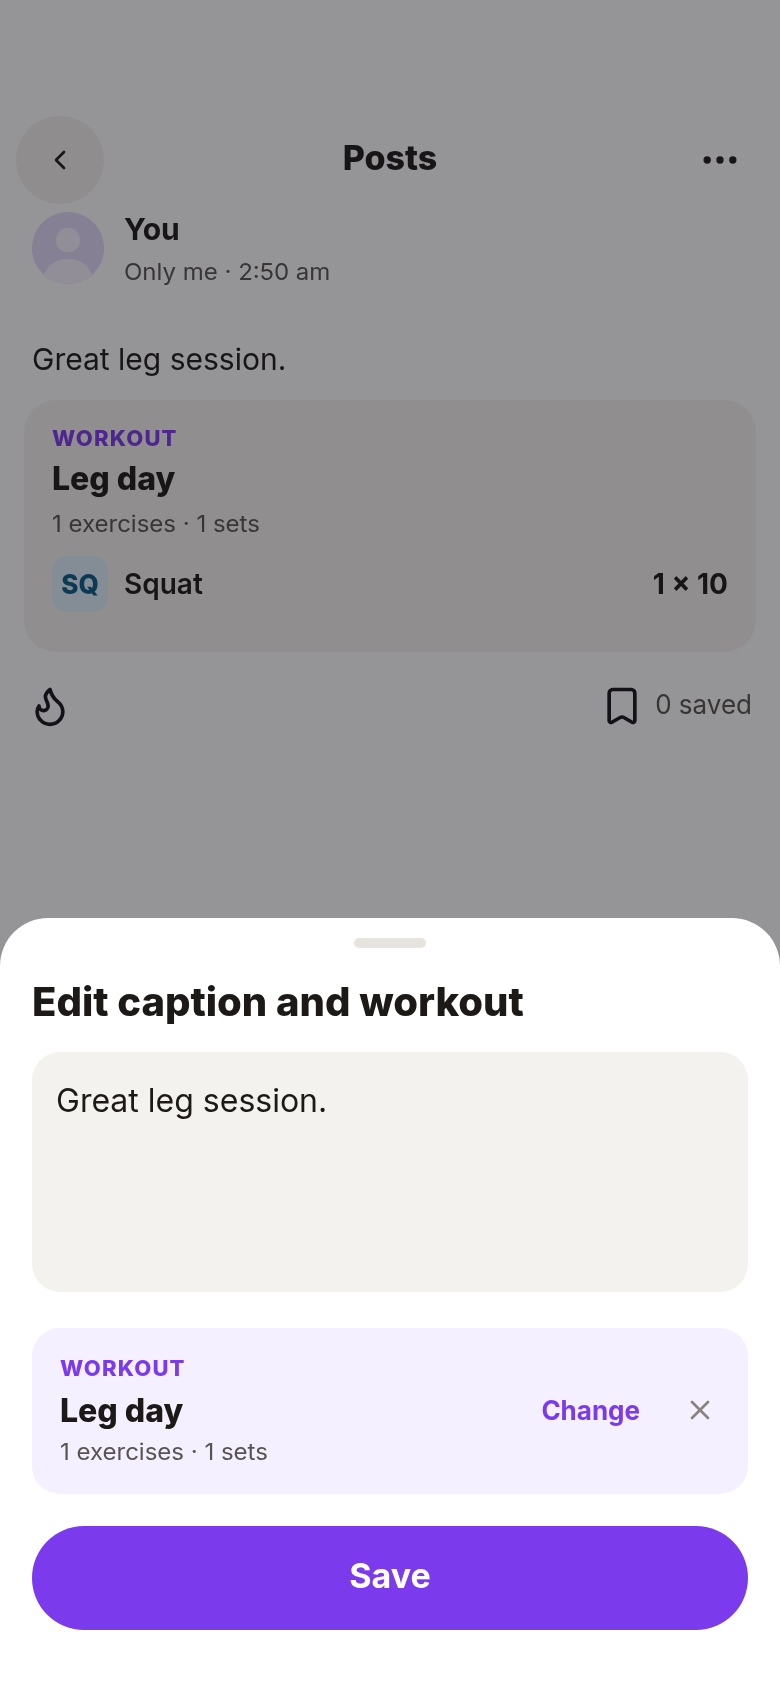 Posts
You
Only me · 2:50 am
Great leg session.
WORKOUT
Leg day
1 exercises · 1 sets
SQ Squat 1 × 10
0 saved
Edit caption and workout
Great leg session.
WORKOUT
Leg day
Change
1 exercises · 1 sets
Save